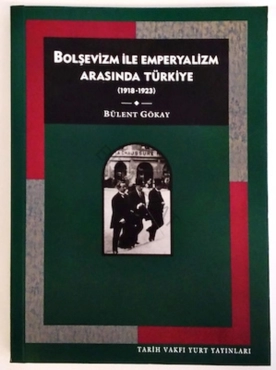 BOLŞEVİZM İLE EMPERYALİZM
ARASINDA TÜRKİYE
(1918-1923)
BÜLENT GÖKAY
TARİH VAKFI YURT YAYINLARI